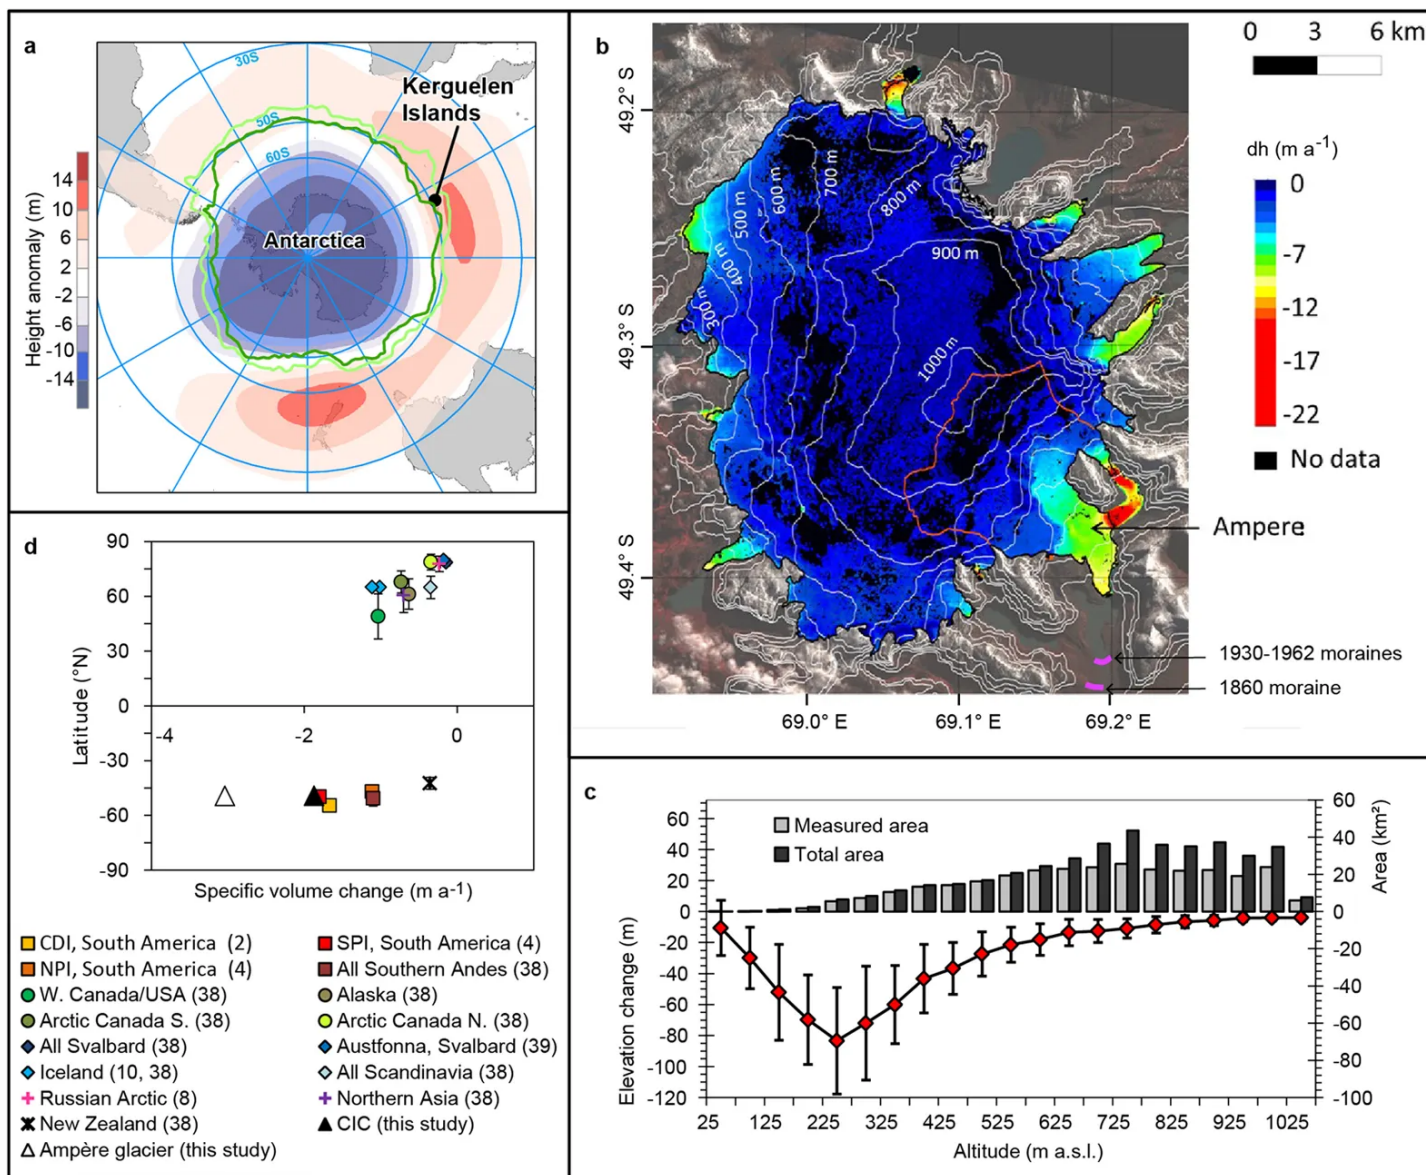 a
30S
50S
60S
Kerguelen
Islands
Antarctica
Height anomaly (m)
14
10
6
2
-2
-6
-10
-14
b
0 3 6 km
49.2° S
49.3° S
49.4° S
69.0° E
69.1° E
69.2° E
300 m
400 m
500 m
600 m
700 m
800 m
900 m
1000 m
dh (m a-1)
0
-7
-12
-17
-22
No data
Ampere
1930-1962 moraines
1860 moraine
d
Latitude (°N)
90
60
30
0
-30
-60
-90
-4 -2 0
Specific volume change (m a-1)
CDI, South America (2)
SPI, South America (4)
NPI, South America (4)
All Southern Andes (38)
W. Canada/USA (38)
Alaska (38)
Arctic Canada S. (38)
Arctic Canada N. (38)
All Svalbard (38)
Austfonna, Svalbard (39)
Iceland (10, 38)
All Scandinavia (38)
Russian Arctic (8)
Northern Asia (38)
New Zealand (38)
CIC (this study)
Ampère glacier (this study)
c
Measured area
Total area
Elevation change (m)
60
40
20
0
-20
-40
-60
-80
-100
-120
Area (km²)
60
40
20
0
-20
-40
-60
-80
-100
25 125 225 325 425 525 625 725 825 925 1025
Altitude (m a.s.l.)